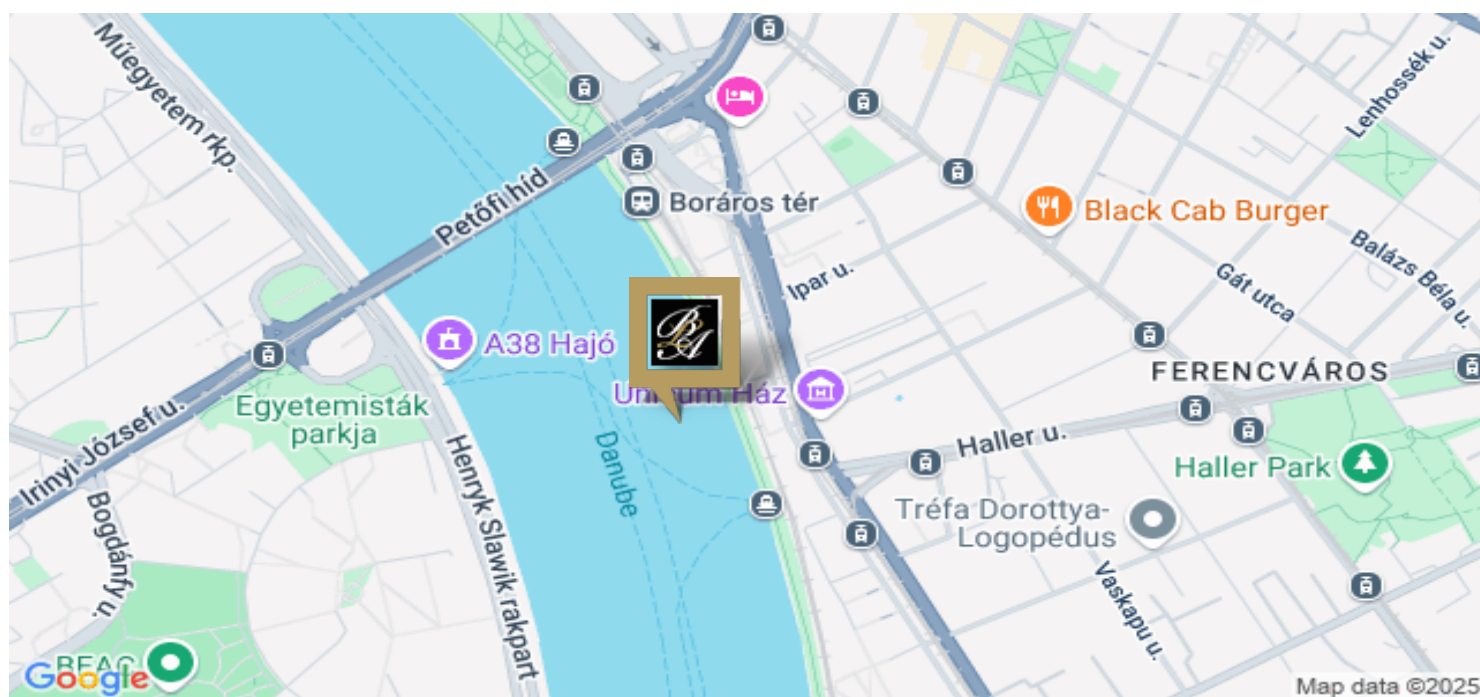 Műegyetem rkp.
Lenhossék u.
Petőfi híd
Boráros tér
Black Cab Burger
Balázs Béla u.
Gát utca
Ipar u.
B
&
A
A38 Hajó
Ház
FERENCVÁROS
Egyetemisták
parkja
Irinyi József u.
Haller u.
Haller Park
Danube
Henryk Slawik rakpart
Bogdánfy u.
Tréfa Dorottya-
Logopédus
Vaskapu u.
BEAC
Google
Map data ©2025